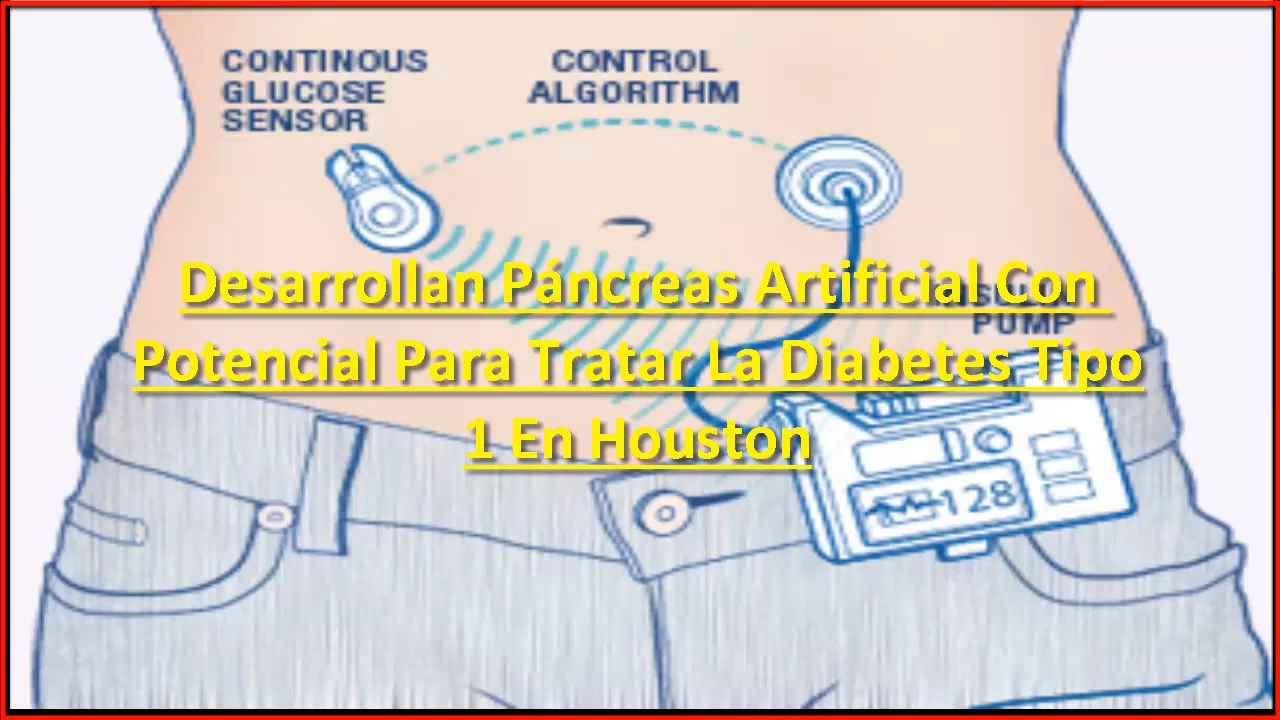 CONTINOUS
GLUCOSE
SENSOR
CONTROL
ALGORITHM
Desarrollan Páncreas Artificial Con
Potencial Para Tratar La Diabetes Tipo
1 En Houston
PUMP
128